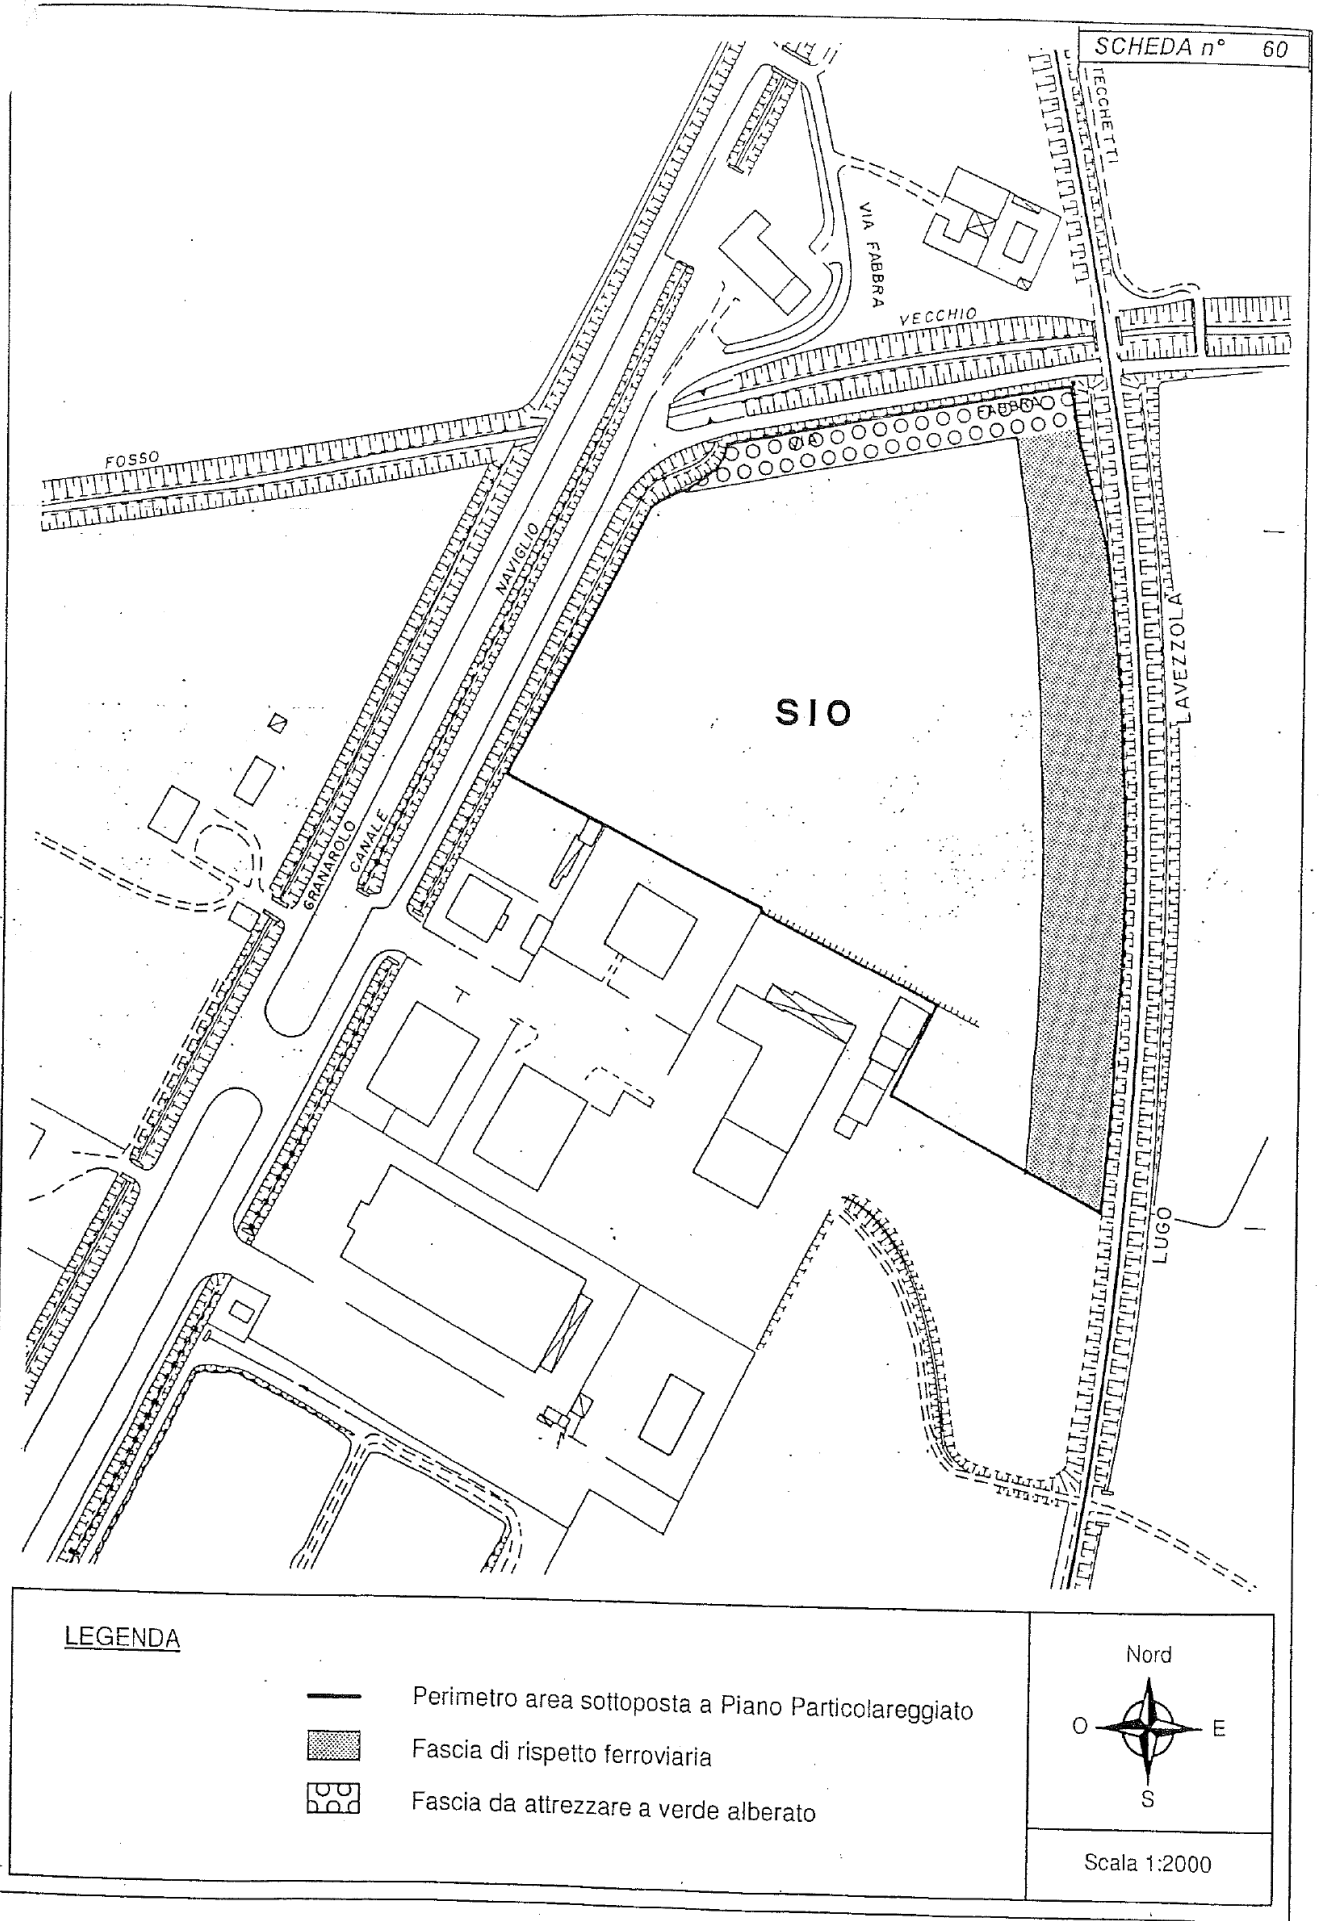 SCHEDA n° 60
TECCHETTI
VIA FABBRA
VECCHIO
FABBRA
VIA
FOSSO
NAVIGLIO
LAVEZZOLA
SIO
CANALE
GRANAROLO
LUGO
LEGENDA
Perimetro area sottoposta a Piano Particolareggiato
Fascia di rispetto ferroviaria
Fascia da attrezzare a verde alberato
Nord
O E
S
Scala 1:2000